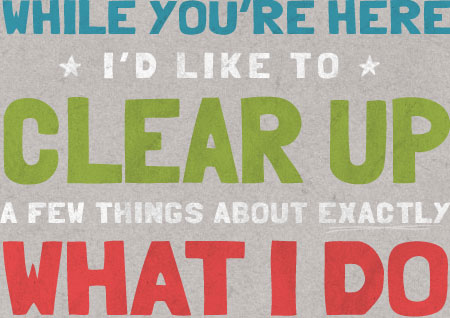 WHILE YOU'RE HERE
I'D LIKE TO
CLEAR UP
A FEW THINGS ABOUT EXACTLY
WHAT I DO